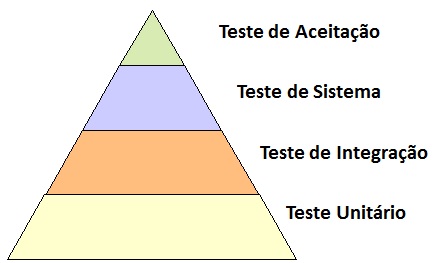 Teste de Aceitação
Teste de Sistema
Teste de Integração
Teste Unitário